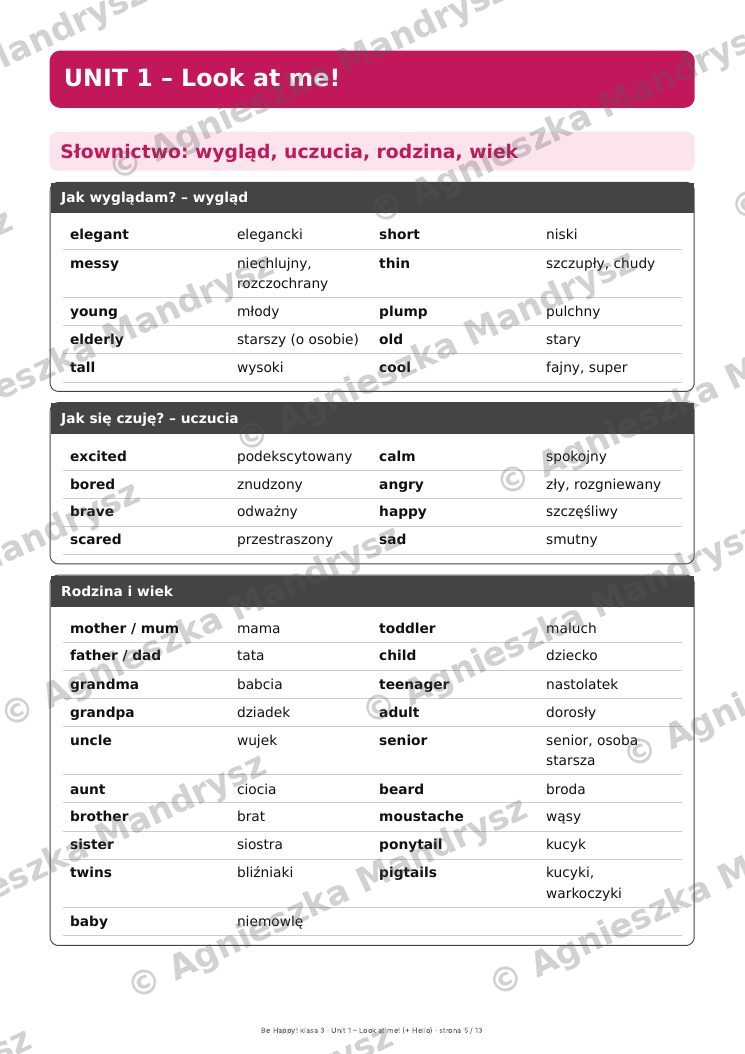 UNIT 1 – Look at me!
Słownictwo: wygląd, uczucia, rodzina, wiek
Jak wyglądam? – wygląd
elegant elegancki short niski
messy niechlujny, rozczochrany thin szczupły, chudy
young młody plump pulchny
elderly starszy (o osobie) old stary
tall wysoki cool fajny, super
Jak się czuję? – uczucia
excited podekscytowany calm spokojny
bored znudzony angry zły, rozgniewany
brave odważny happy szczęśliwy
scared przestraszony sad smutny
Rodzina i wiek
mother / mum mama toddler maluch
father / dad tata child dziecko
grandma babcia teenager nastolatek
grandpa dziadek adult dorosły
uncle wujek senior senior, osoba starsza
aunt ciocia beard broda
brother brat moustache wąsy
sister siostra ponytail kucyk
twins bliźniaki pigtails kucyki, warkoczyki
baby niemowlę
Be Happy! klasa 3 · Unit 1 – Look at me! (+ Hello) · strona 5 / 13
© Agnieszka Mandrysz